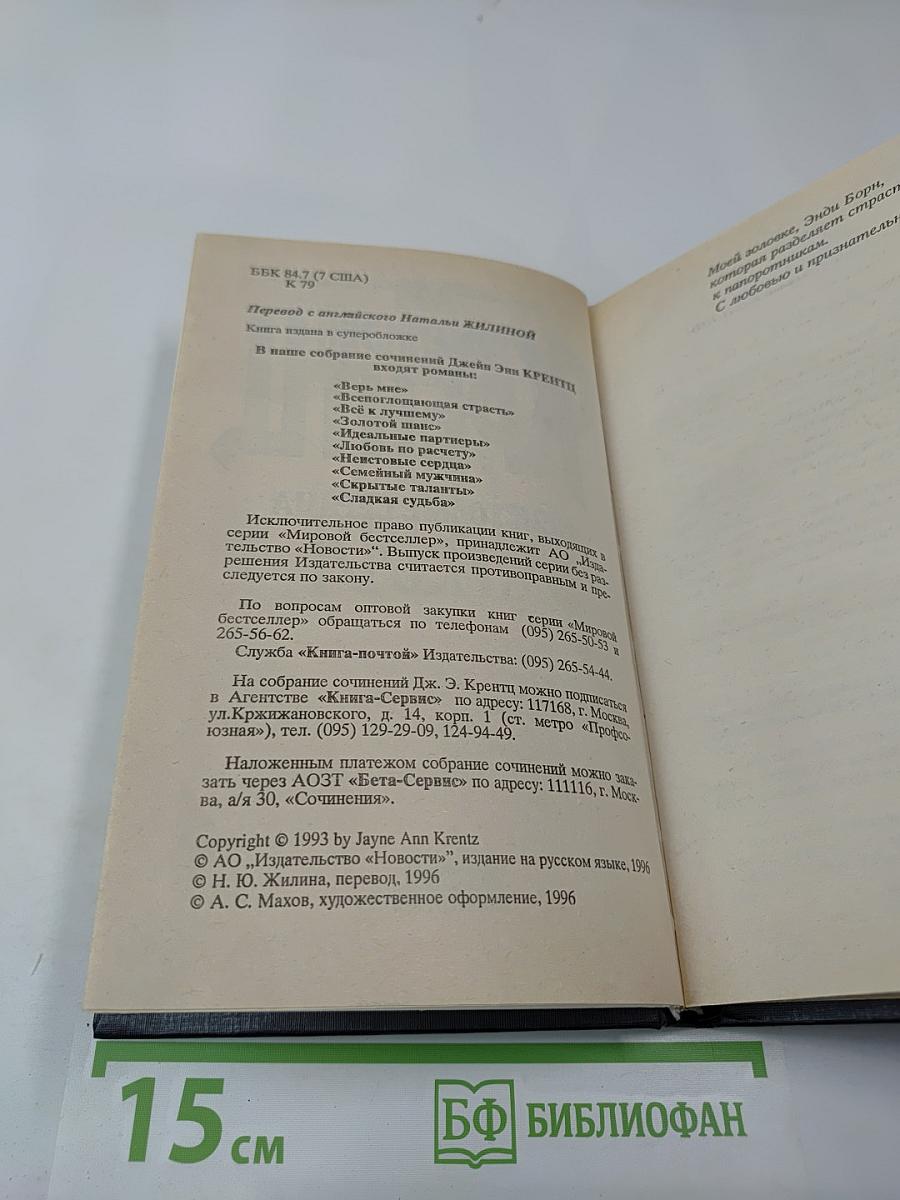 ББК 84.7 (7 США)
К 79
Перевод с английского Натальи ЖИЛИНОЙ
Книга издана в суперобложке
В наше собрание сочинений Джейн Энн КРЕНТЦ
входят романы:
«Верь мне»
«Всепоглощающая страсть»
«Всё к лучшему»
«Золотой шанс»
«Идеальные партнеры»
«Любовь по расчету»
«Неистовые сердца»
«Семейный мужчина»
«Скрытые таланты»
«Сладкая судьба»
Исключительное право публикации книг, выходящих в
серии «Мировой бестселлер», принадлежит АО „Изда-
тельство «Новости»“. Выпуск произведений серии без раз-
решения Издательства считается противоправным и пре-
следуется по закону.
По вопросам оптовой закупки книг серии «Мировой
бестселлер» обращаться по телефонам (095) 265-50-53 и
265-56-62.
Служба «Книга-почтой» Издательства: (095) 265-54-44.
На собрание сочинений Дж. Э. Крентц можно подписаться
в Агентстве «Книга-Сервис» по адресу: 117168, г. Москва,
ул.Кржижановского, д. 14, корп. 1 (ст. метро «Профсо-
юзная»), тел. (095) 129-29-09, 124-94-49.
Наложенным платежом собрание сочинений можно зака-
зать через АОЗТ «Бета-Сервис» по адресу: 111116, г. Моск-
ва, а/я 30, «Сочинения».
Copyright © 1993 by Jayne Ann Krentz
© АО „Издательство «Новости»”, издание на русском языке, 1996
© Н. Ю. Жилина, перевод, 1996
© А. С. Махов, художественное оформление, 1996
Моей золовке, Энди Борн,
которая разделяет страст
к папоротникам.
С любовью и признательн
15 см
БФ БИБЛИОФАН